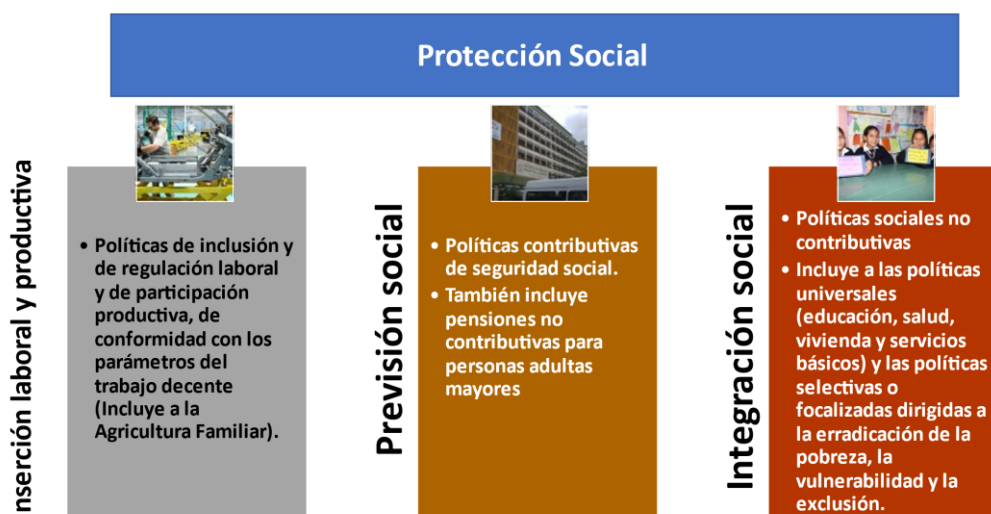 Protección Social
nserción laboral y productiva
• Políticas de inclusión y
de regulación laboral
y de participación
productiva, de
conformidad con los
parámetros del
trabajo decente
(Incluye a la
Agricultura Familiar).
Previsión social
• Políticas contributivas
de seguridad social.
• También incluye
pensiones no
contributivas para
personas adultas
mayores
Integración social
• Políticas sociales no
contributivas
• Incluye a las políticas
universales
(educación, salud,
vivienda y servicios
básicos) y las políticas
selectivas o
focalizadas dirigidas a
la erradicación de la
pobreza, la
vulnerabilidad y la
exclusión.